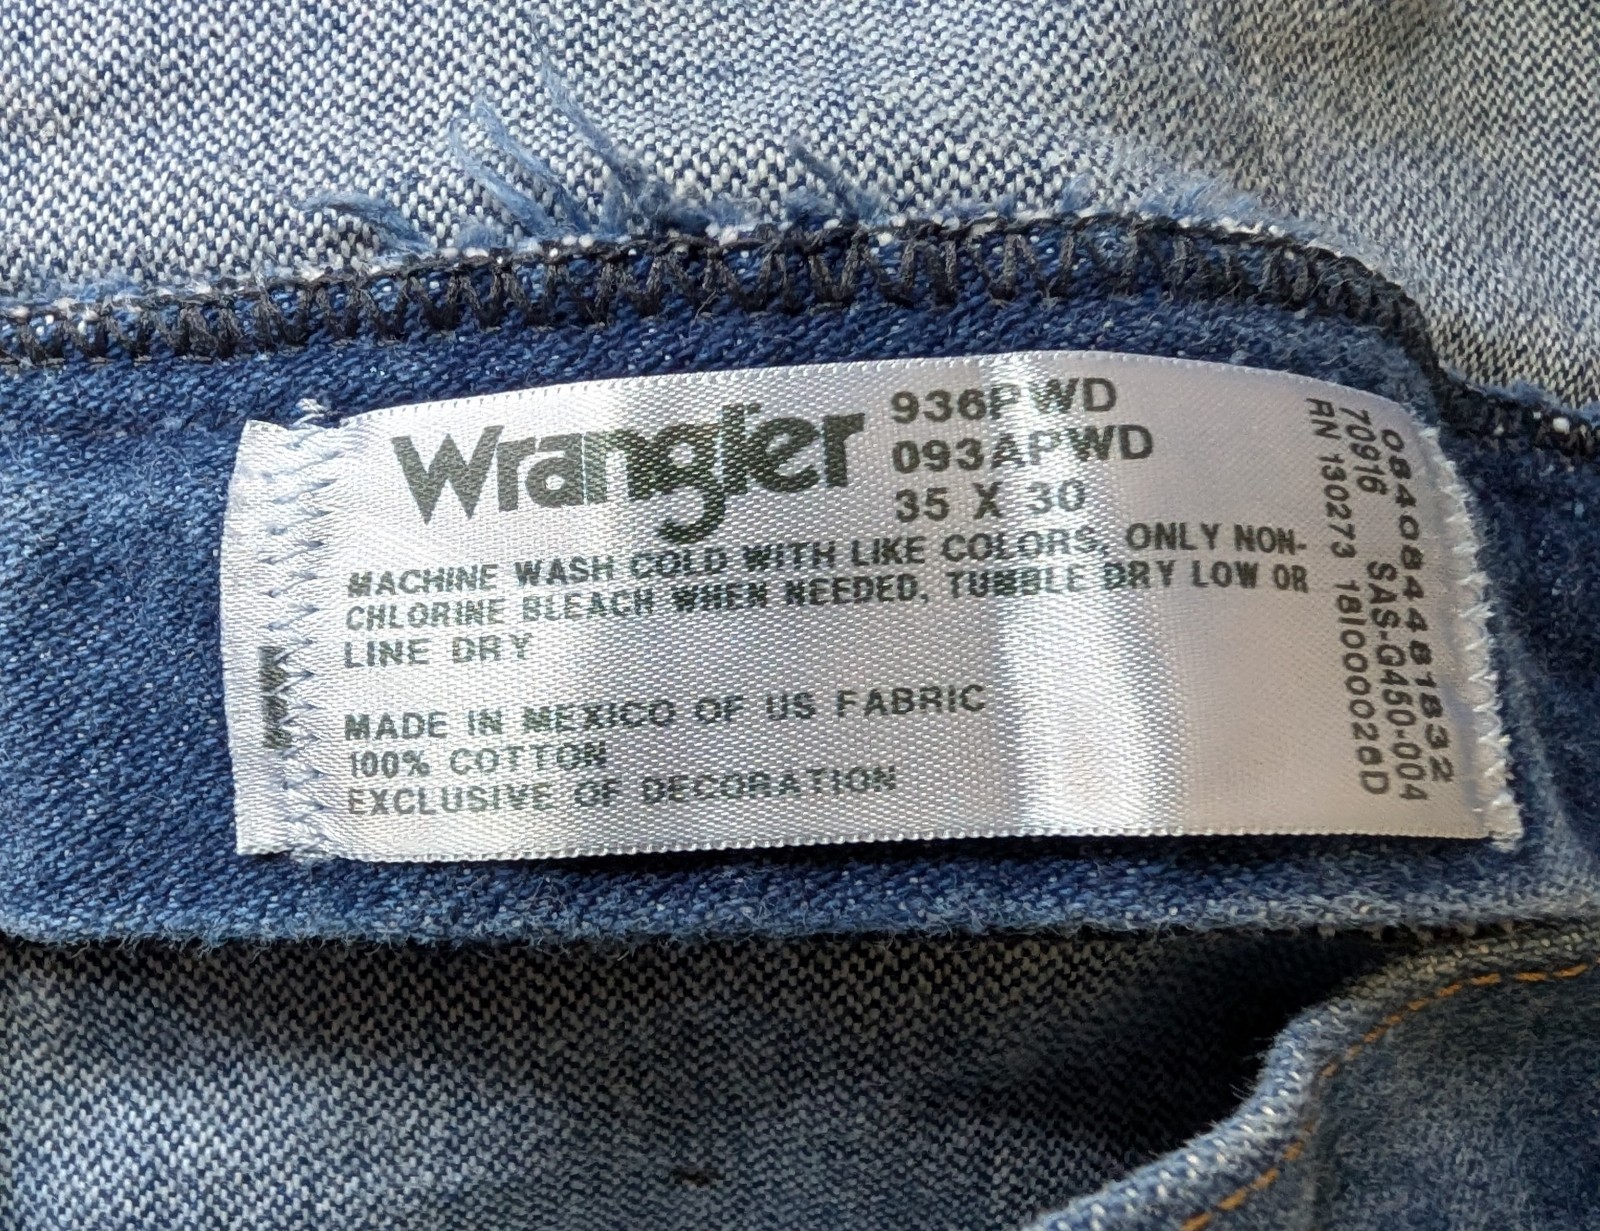 Wrangler
936PWD
093APWD
35 X 30
MACHINE WASH COLD WITH LIKE COLORS, ONLY NON-
CHLORINE BLEACH WHEN NEEDED, TUMBLE DRY LOW OR
LINE DRY
MADE IN MEXICO OF US FABRIC
100% COTTON
EXCLUSIVE OF DECORATION
084084481832
70916 SAS-G450-004
RN 130273 18I000026D